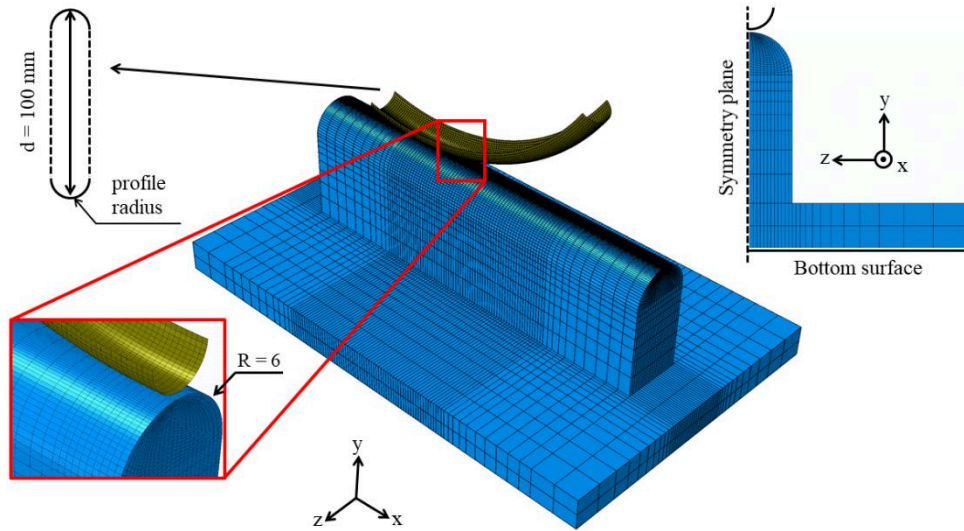 d = 100 mm
profile
radius
R = 6
y
z
x
Symmetry plane
y
z
x
Bottom surface